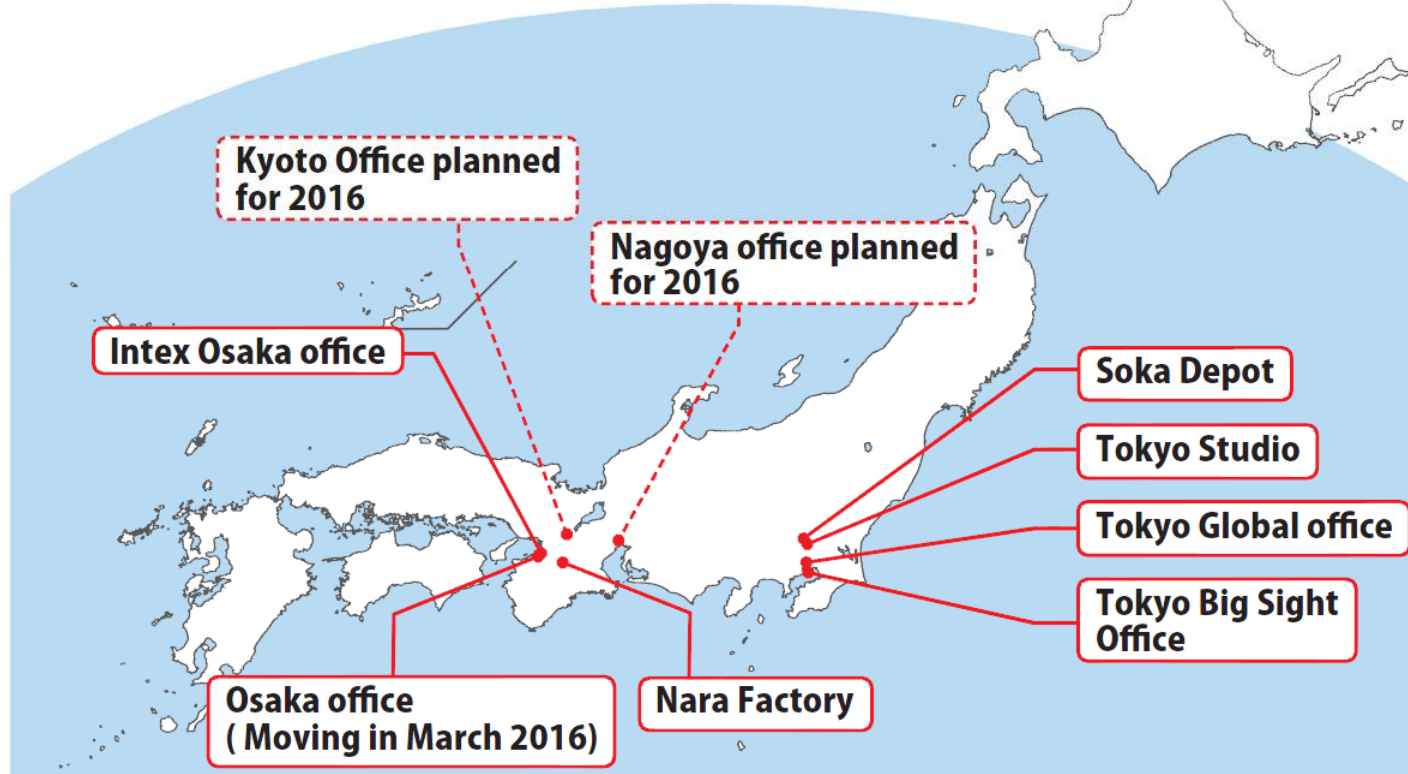 Kyoto Office planned
for 2016
Nagoya office planned
for 2016
Intex Osaka office
Soka Depot
Tokyo Studio
Tokyo Global office
Tokyo Big Sight
Office
Osaka office
( Moving in March 2016)
Nara Factory